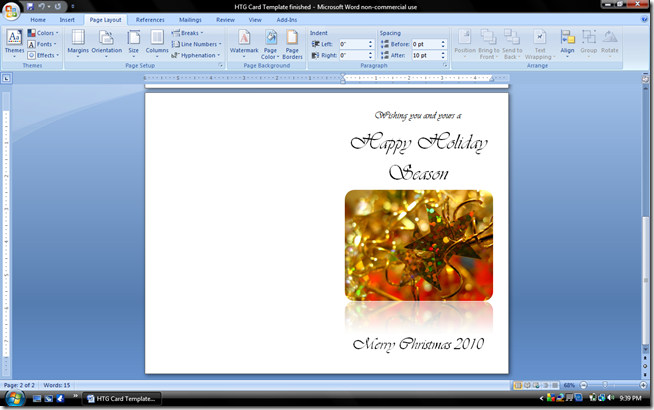 HTG Card Template finished - Microsoft Word non-commercial use
Home Insert Page Layout References Mailings Review View Add-Ins
Themes
Colors
Fonts
Effects
Themes
Margins Orientation Size Columns
Breaks
Line Numbers
Hyphenation
Page Setup
Watermark Page Color Page Borders
Page Background
Indent Spacing
Left: 0" Before: 0 pt
Right: 0" After: 10 pt
Paragraph
Position Bring to Front Send to Back Text Wrapping Align Group Rotate
Arrange
Wishing you and yours a
Happy Holiday
Season
Merry Christmas 2010
Page: 2 of 2 Words: 15 68%
HTG Card Template... 9:39 PM